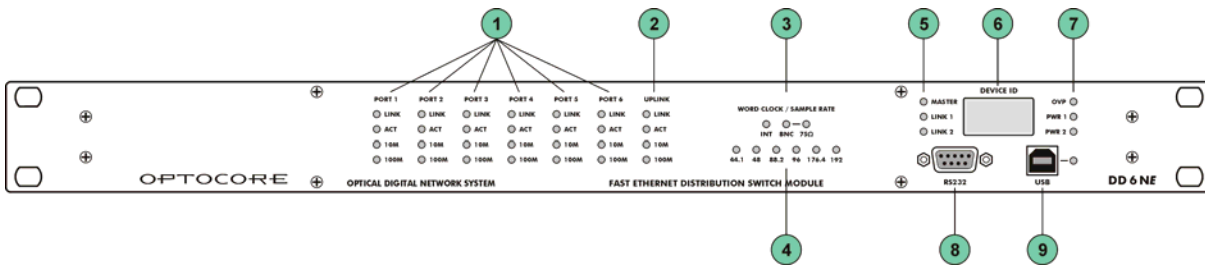 1
2
3
5
6
7
PORT 1 PORT 2 PORT 3 PORT 4 PORT 5 PORT 6 UPLINK
LINK LINK LINK LINK LINK LINK LINK
ACT ACT ACT ACT ACT ACT ACT
10M 10M 10M 10M 10M 10M 10M
100M 100M 100M 100M 100M 100M 100M
WORD CLOCK / SAMPLE RATE
INT BNC 75Ω
64.1 48 88.2 96 176.4 192
MASTER
LINK 1
LINK 2
DEVICE ID
OVP
PWR 1
PWR 2
OPTOCORE
OPTICAL DIGITAL NETWORK SYSTEM
FAST ETHERNET DISTRIBUTION SWITCH MODULE
RS232
USB
DD 6 NE
4
8
9